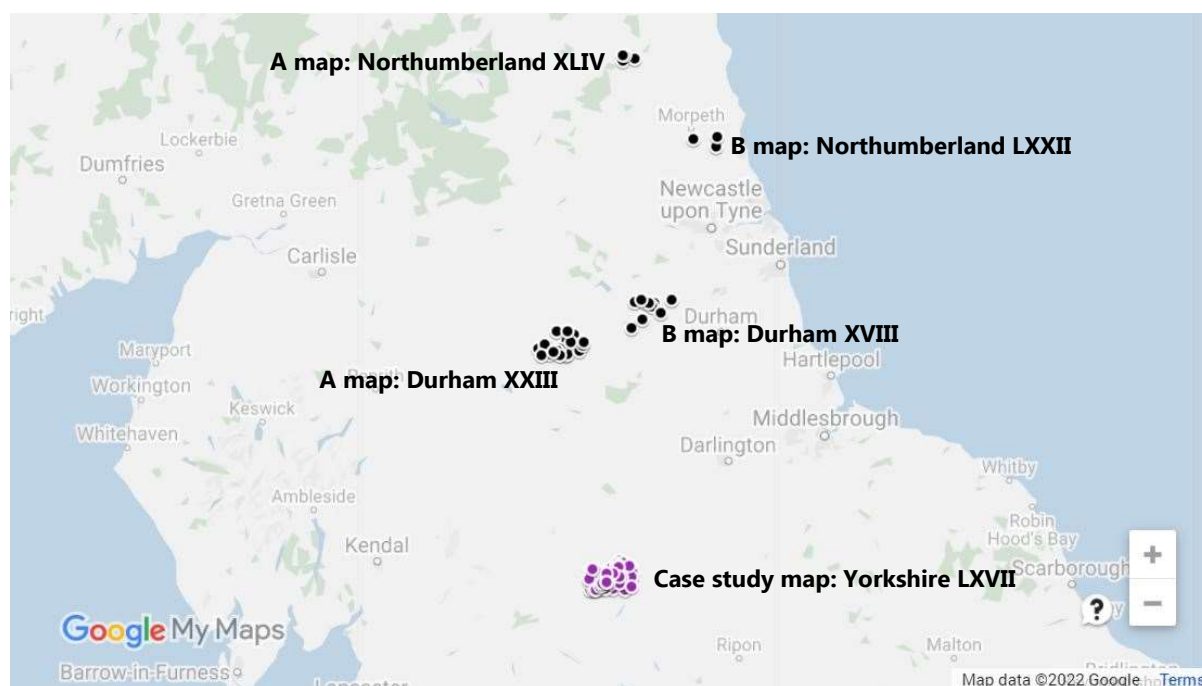 A map: Northumberland XLIV
Morpeth
B map: Northumberland LXXII
Lockerbie
Dumfries
Gretna Green
Newcastle
upon Tyne
Carlisle
Sunderland
right
Durham
B map: Durham XVIII
Maryport
Hartlepool
A map: Durham XXIII
Workington
Keswick
Whitehaven
Middlesbrough
Darlington
Whitby
Ambleside
Robin
Hood's Bay
Kendal
Scarborough
Case study map: Yorkshire LXVII
?
+
−
Google My Maps
Ripon
Malton
Barrow-in-Furness
Map data ©2022 Google Terms